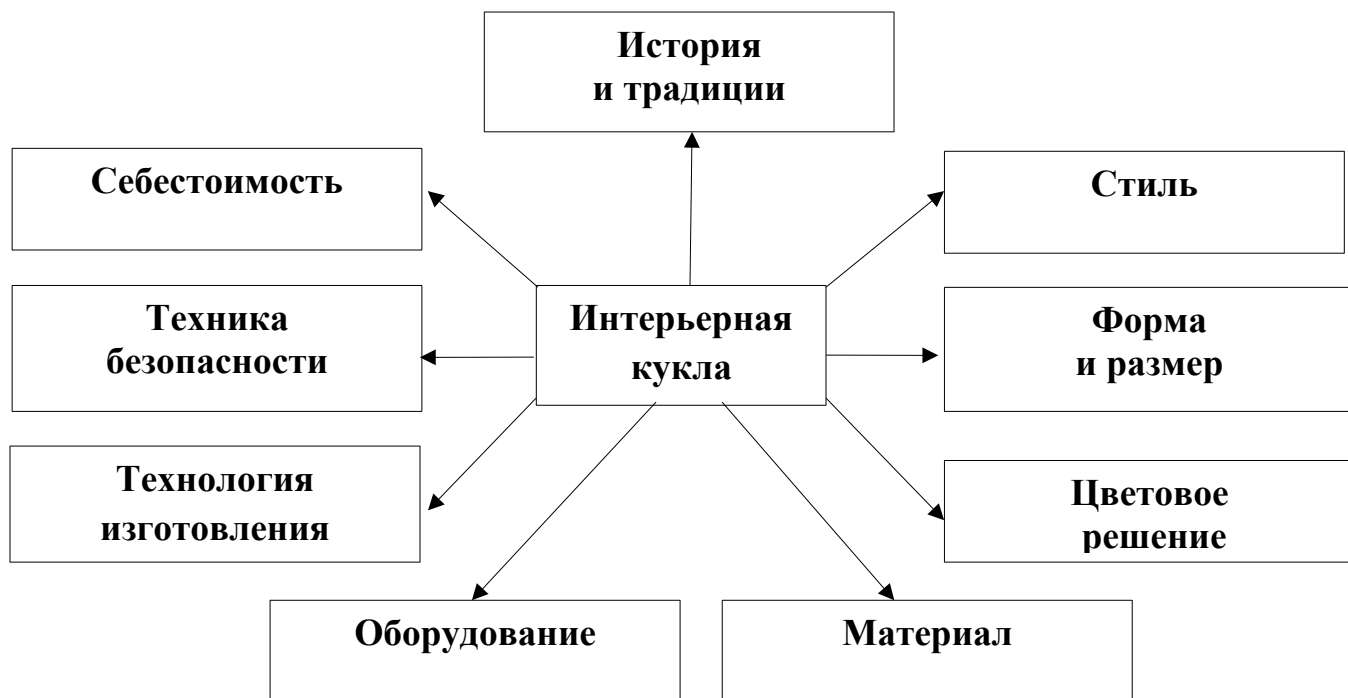 История
и традиции
Себестоимость
Стиль
Техника
безопасности
Интерьерная
кукла
Форма
и размер
Технология
изготовления
Цветовое
решение
Оборудование
Материал